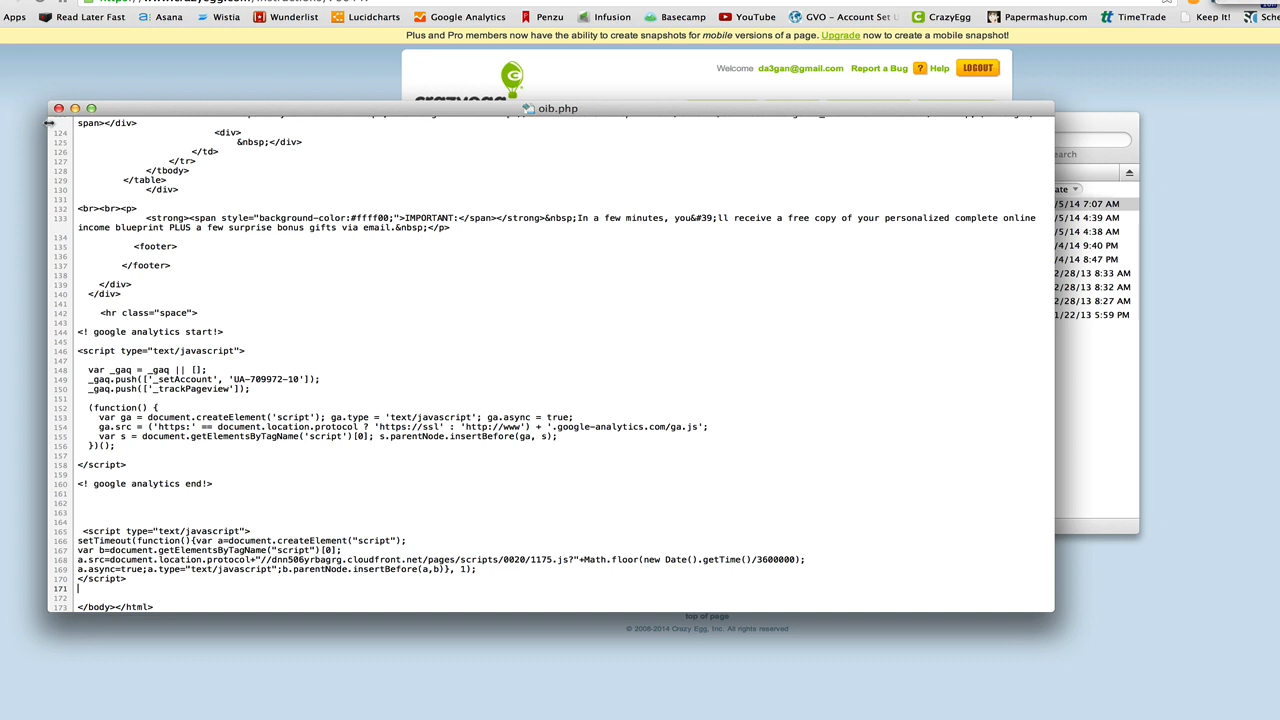 Apps Read Later Fast Asana Wistia Wunderlist Lucidcharts Google Analytics Penzu Infusion Basecamp YouTube GVO - Account Set U CrazyEgg Papermashup.com TimeTrade Keep It!
Plus and Pro members now have the ability to create snapshots for mobile versions of a page. Upgrade now to create a mobile snapshot!
Welcome da3gan@gmail.com Report a Bug ? Help LOGOUT
crazyegg
oib.php
span></div>
124 <div>
125 &nbsp;</div>
126 </td>
127 </tr>
128 </tbody>
129 </table>
130 </div>
131
132 <br><br><p>
133 <strong><span style="background-color:#ffff00;">IMPORTANT:</span></strong>&nbsp;In a few minutes, you&#39;ll receive a free copy of your personalized complete online
income blueprint PLUS a few surprise bonus gifts via email.&nbsp;</p>
134
135 <footer>
136
137 </footer>
138
139 </div>
140 </div>
141
142 <hr class="space">
143
144 <! google analytics start!>
145
146 <script type="text/javascript">
147
148 var _gaq = _gaq || [];
149 _gaq.push(['_setAccount', 'UA-709972-10']);
150 _gaq.push(['_trackPageview']);
151
152 (function() {
153 var ga = document.createElement('script'); ga.type = 'text/javascript'; ga.async = true;
154 ga.src = ('https:' == document.location.protocol ? 'https://ssl' : 'http://www') + '.google-analytics.com/ga.js';
155 var s = document.getElementsByTagName('script')[0]; s.parentNode.insertBefore(ga, s);
156 })();
157
158 </script>
159
160 <! google analytics end!>
161
162
163
164
165 <script type="text/javascript">
166 setTimeout(function(){var a=document.createElement("script");
167 var b=document.getElementsByTagName("script")[0];
168 a.src=document.location.protocol+"//dnn506yrbagrg.cloudfront.net/pages/scripts/0020/1175.js?"+Math.floor(new Date().getTime()/3600000);
169 a.async=true;a.type="text/javascript";b.parentNode.insertBefore(a,b)}, 1);
170 </script>
171
172
173 </body></html>
earch
ate
/5/14 7:07 AM
/5/14 4:39 AM
/5/14 4:38 AM
/4/14 9:40 PM
/4/14 8:47 PM
2/28/13 8:33 AM
2/28/13 8:32 AM
2/28/13 8:27 AM
1/22/13 5:59 PM
top of page
© 2008-2014 Crazy Egg, Inc. All rights reserved